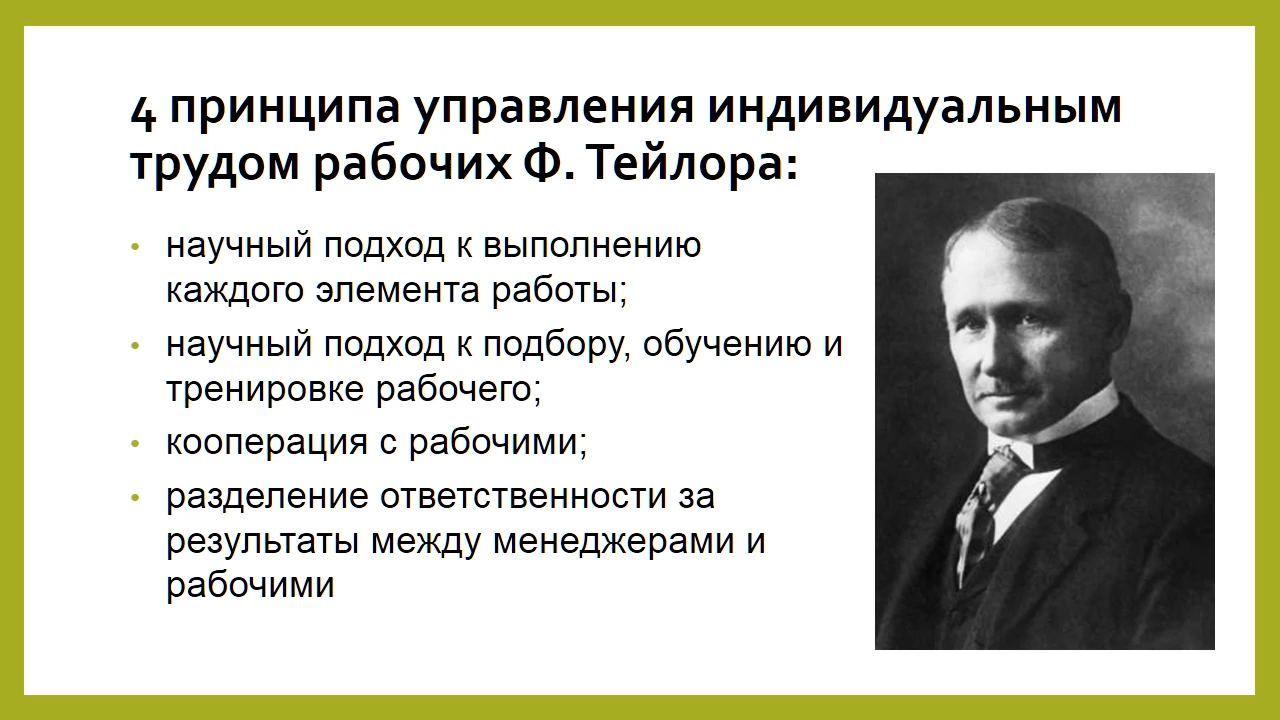 4 принципа управления индивидуальным
трудом рабочих Ф. Тейлора:
• научный подход к выполнению
каждого элемента работы;
• научный подход к подбору, обучению и
тренировке рабочего;
• кооперация с рабочими;
• разделение ответственности за
результаты между менеджерами и
рабочими